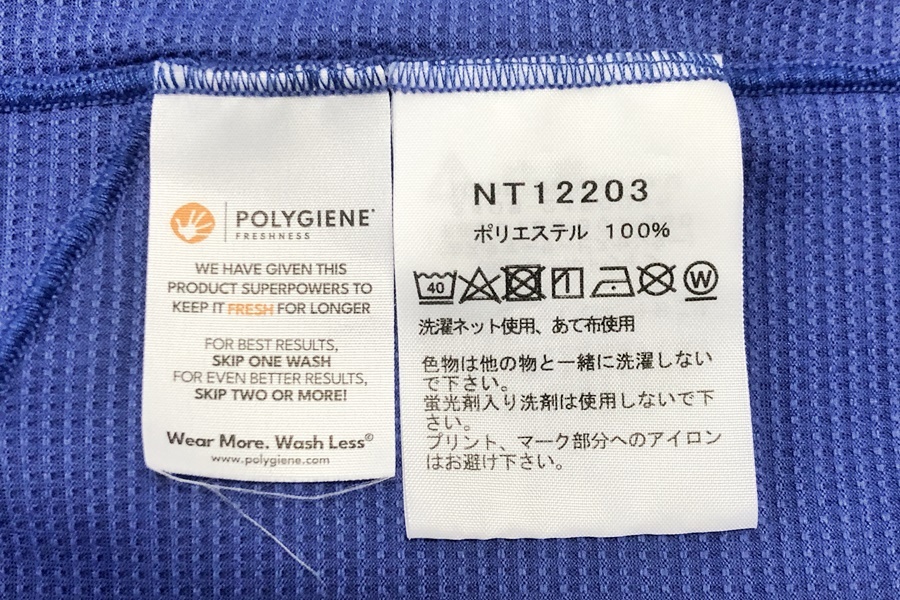 POLYGIENE®
FRESHNESS
WE HAVE GIVEN THIS
PRODUCT SUPERPOWERS TO
KEEP IT FRESH FOR LONGER
FOR BEST RESULTS,
SKIP ONE WASH
FOR EVEN BETTER RESULTS,
SKIP TWO OR MORE!
Wear More. Wash Less®
www.polygiene.com
NT12203
ポリエステル 100%
40 W
洗濯ネット使用、あて布使用
色物は他の物と一緒に洗濯しない
で下さい。
蛍光剤入り洗剤は使用しないで下
さい。
プリント、マーク部分へのアイロン
はお避け下さい。